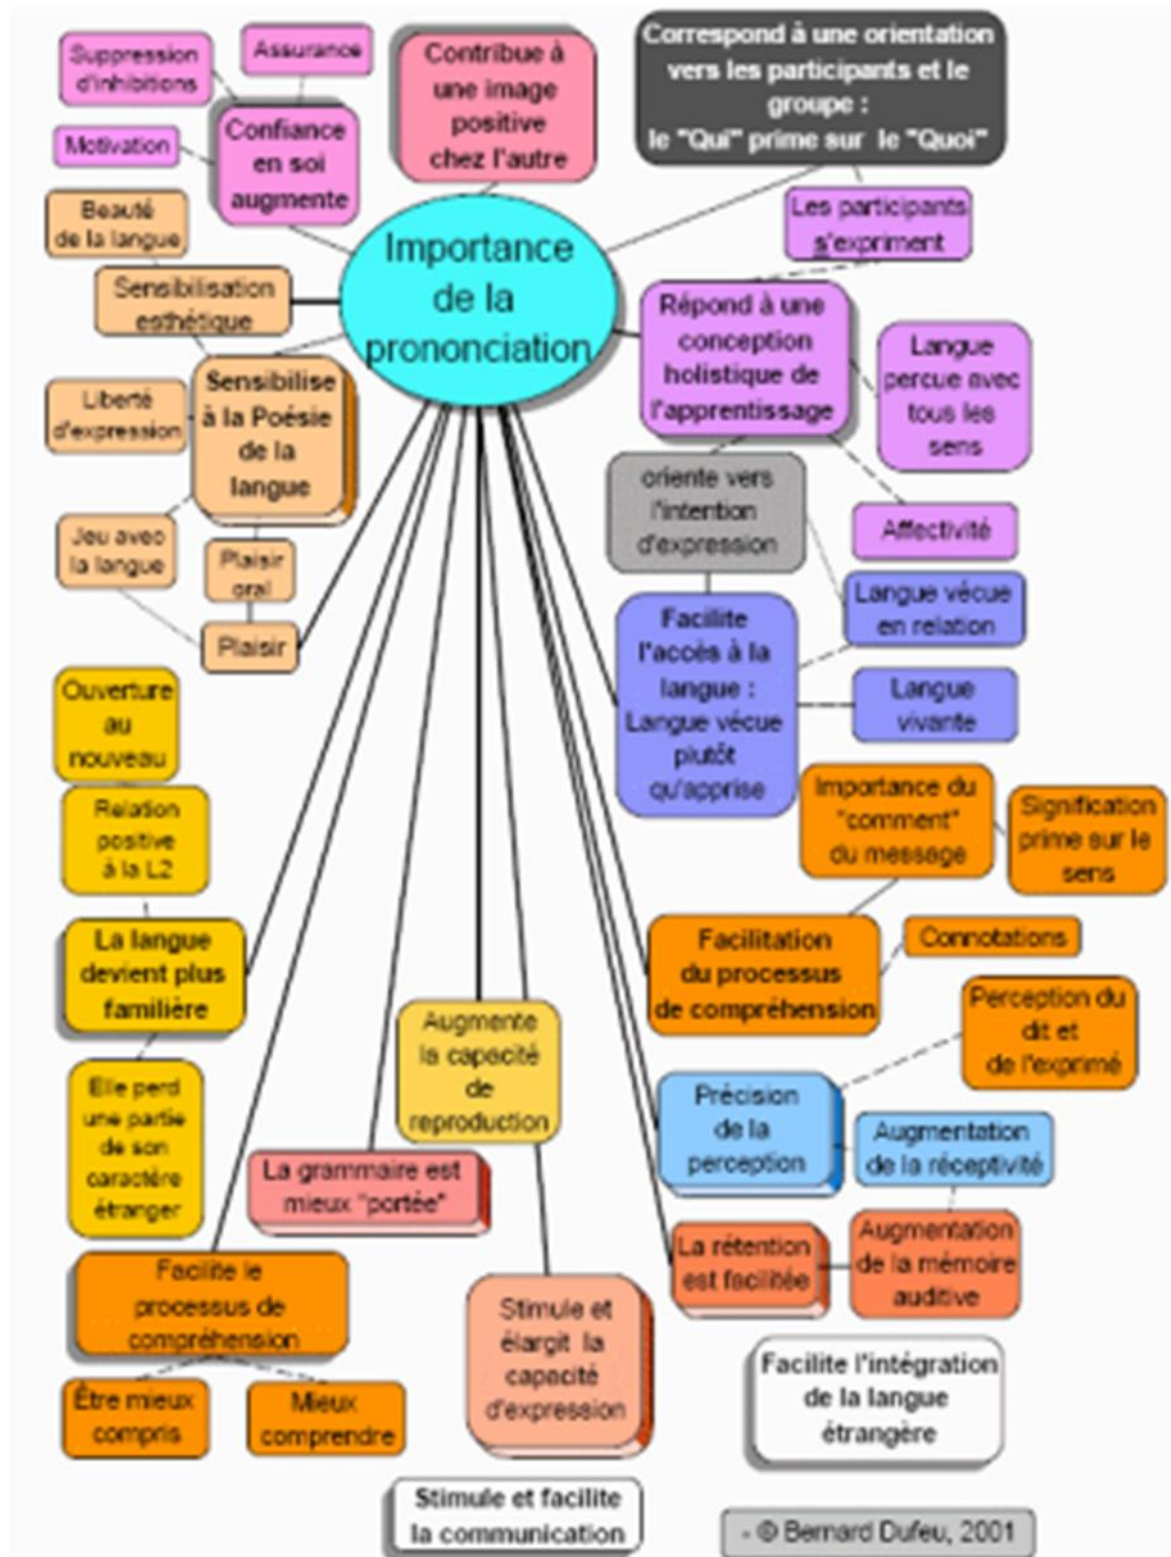 Suppression
d'inhibitions
Assurance
Motivation
Confiance
en soi
augmente
Contribue à
une image
positive
chez l'autre
Correspond à une orientation
vers les participants et le
groupe :
le "Qui" prime sur le "Quoi"
Les participants
s'expriment
Importance
de la
prononciation
Beauté
de la langue
Sensibilisation
esthétique
Sensibilise
à la Poésie
de la
langue
Liberté
d'expression
Jeu avec
la langue
Plaisir
oral
Plaisir
Répond à une
conception
holistique de
l'apprentissage
Langue
percue avec
tous les
sens
Affectivité
oriente vers
l'intention
d'expression
Langue vécue
en relation
Facilite
l'accès à la
langue :
Langue vécue
plutôt
qu'apprise
Langue
vivante
Ouverture
au
nouveau
Relation
positive
à la L2
La langue
devient plus
familière
Elle perd
une partie
de son
caractère
étranger
Importance du
"comment"
du message
Signification
prime sur le
sens
Facilitation
du processus
de compréhension
Connotations
Perception du
dit et
de l'exprimé
Augmente
la capacité
de
reproduction
Précision
de la
perception
Augmentation
de la réceptivité
La grammaire est
mieux "portée"
La rétention
est facilitée
Augmentation
de la mémoire
auditive
Facilite le
processus de
compréhension
Être mieux
compris
Mieux
comprendre
Stimule et
élargit la
capacité
d'expression
Facilite l'intégration
de la langue
étrangère
Stimule et facilite
la communication
- © Bernard Dufeu, 2001